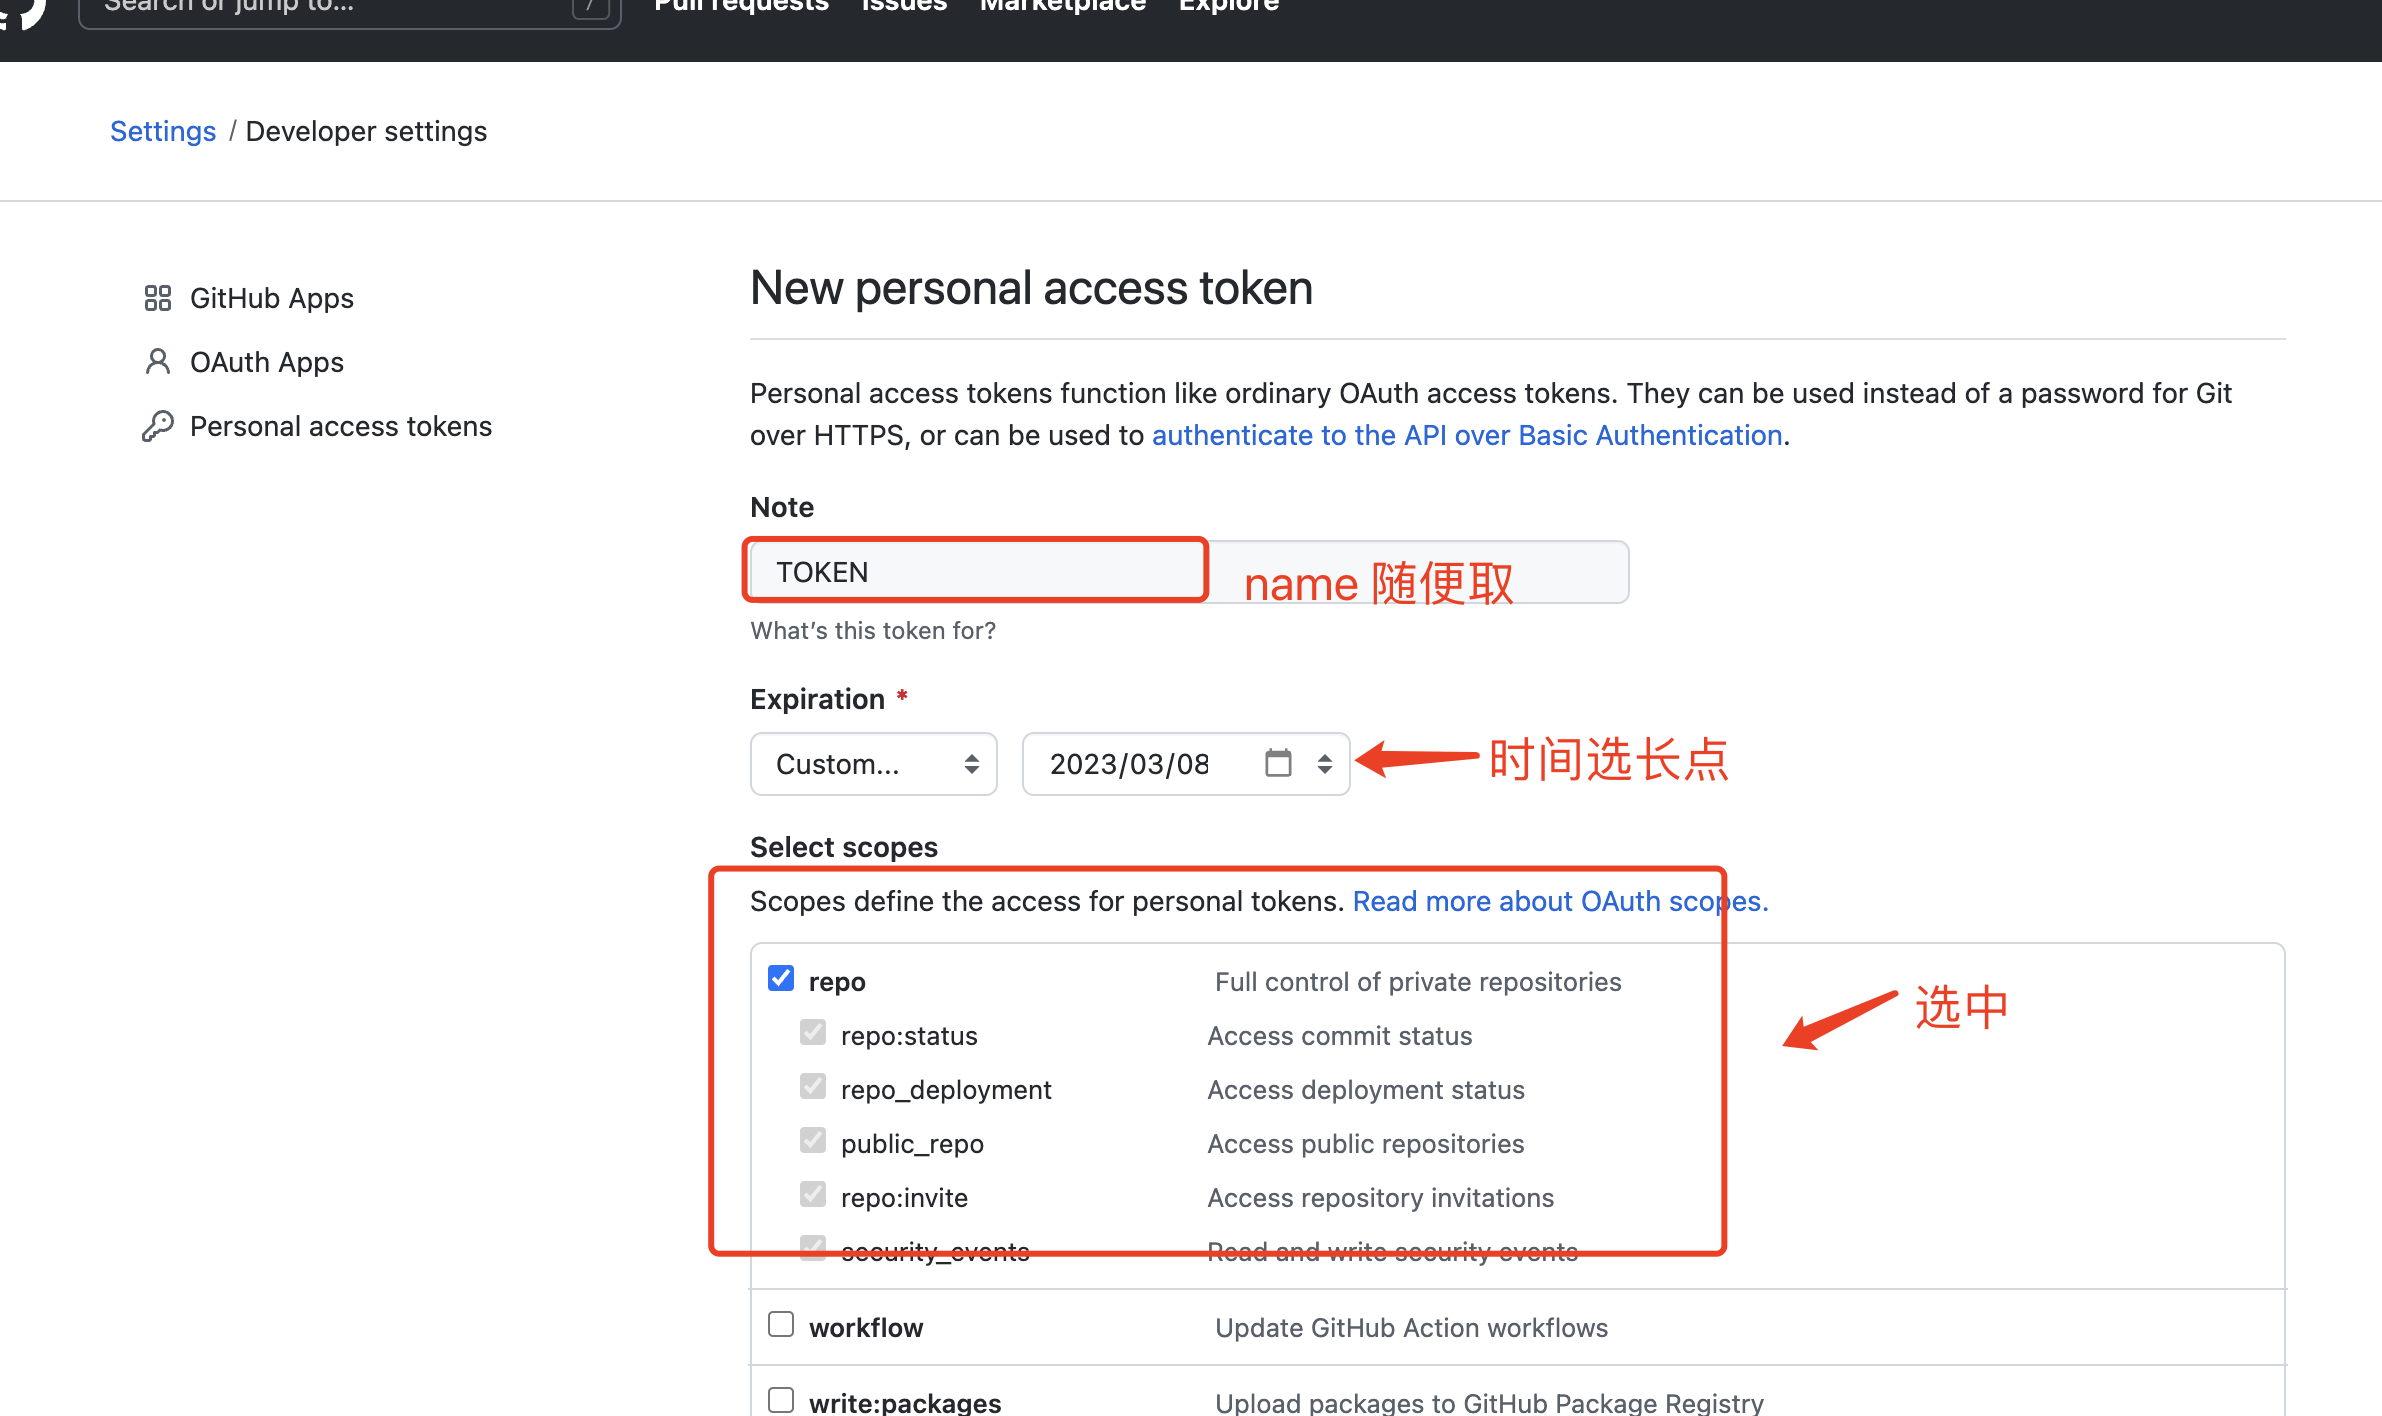 Search or jump to...
/
Pull requests
Issues
Marketplace
Explore
Settings / Developer settings
GitHub Apps
OAuth Apps
Personal access tokens
New personal access token
Personal access tokens function like ordinary OAuth access tokens. They can be used instead of a password for Git
over HTTPS, or can be used to authenticate to the API over Basic Authentication.
Note
TOKEN
name 随便取
What's this token for?
Expiration *
Custom...
2023/03/08
时间选长点
Select scopes
Scopes define the access for personal tokens. Read more about OAuth scopes.
repo Full control of private repositories
选中
repo:status Access commit status
repo_deployment Access deployment status
public_repo Access public repositories
repo:invite Access repository invitations
security_events Read and write security events
workflow Update GitHub Action workflows
write:packages Upload packages to GitHub Package Registry